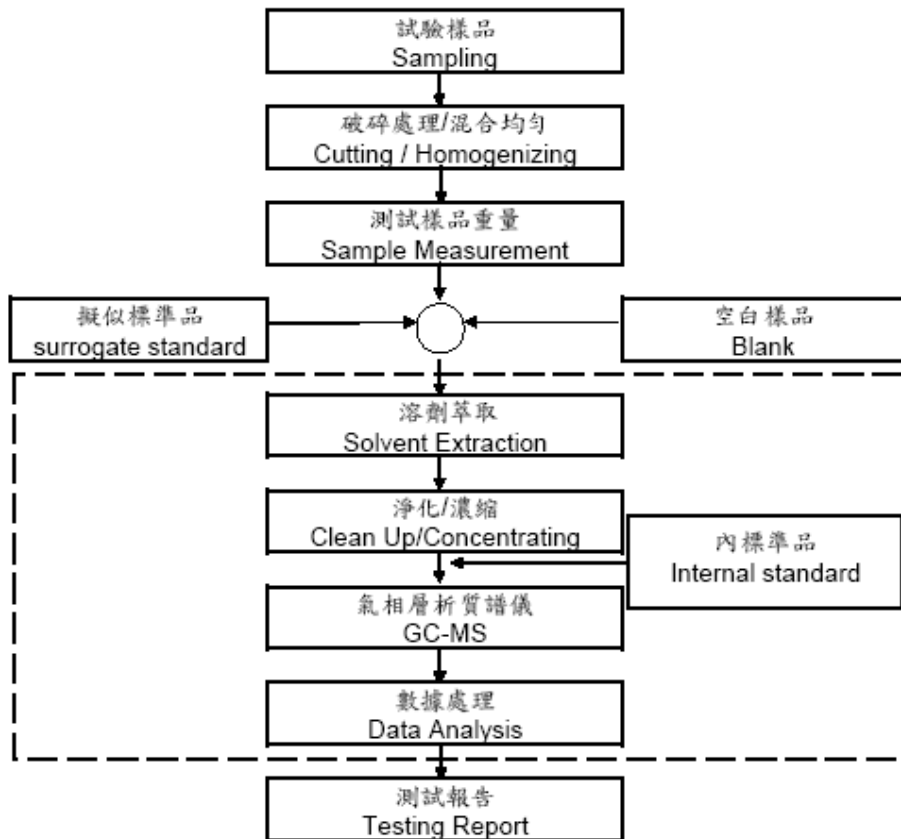 試驗樣品
Sampling
破碎處理/混合均勻
Cutting / Homogenizing
測試樣品重量
Sample Measurement
擬似標準品
surrogate standard
空白樣品
Blank
溶劑萃取
Solvent Extraction
淨化/濃縮
Clean Up/Concentrating
內標準品
Internal standard
氣相層析質譜儀
GC-MS
數據處理
Data Analysis
測試報告
Testing Report